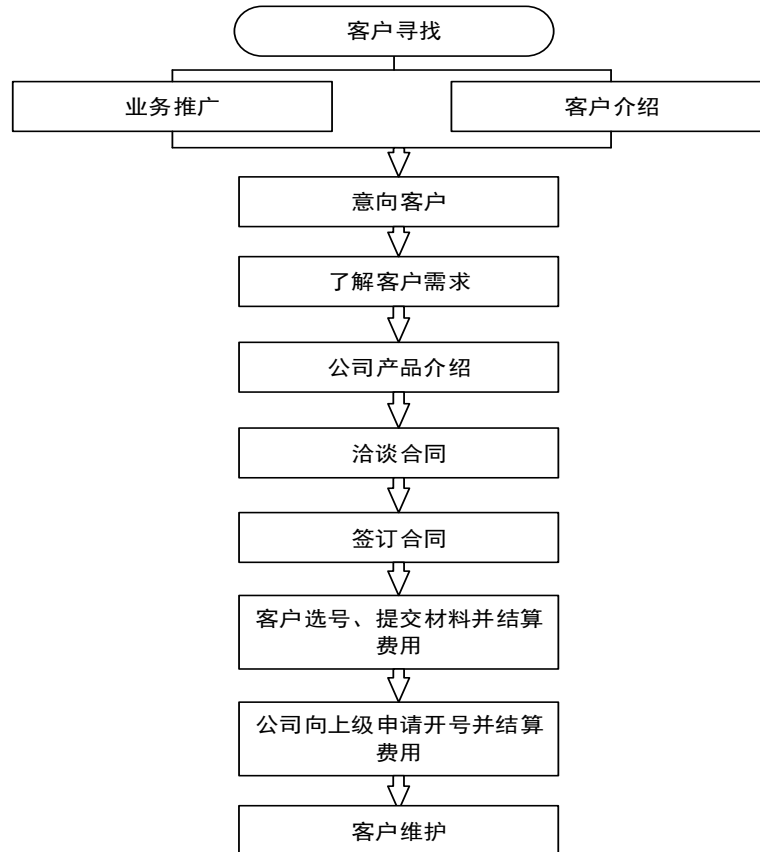 客户寻找
业务推广
客户介绍
意向客户
了解客户需求
公司产品介绍
洽谈合同
签订合同
客户选号、提交材料并结算
费用
公司向上级申请开号并结算
费用
客户维护